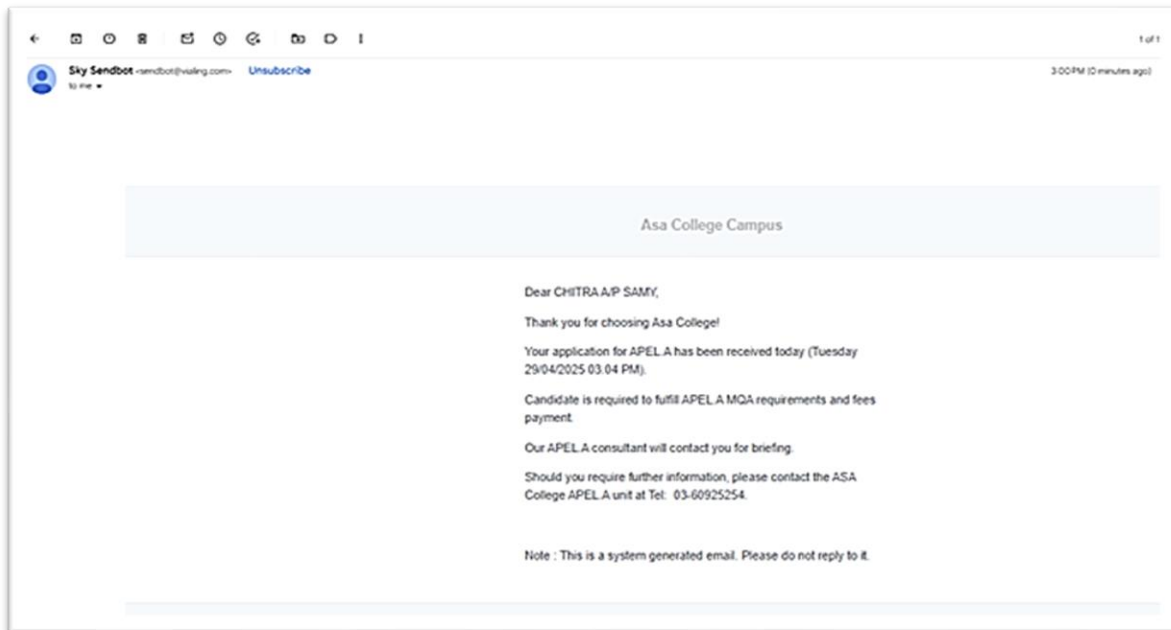 1 of 1
Sky Sendbot <sendbot@vialing.com> Unsubscribe
3:00 PM (0 minutes ago)
to me
Asa College Campus
Dear CHITRA A/P SAMY,
Thank you for choosing Asa College!
Your application for APEL.A has been received today (Tuesday
29/04/2025 03.04 PM).
Candidate is required to fulfill APEL.A MQA requirements and fees
payment.
Our APEL.A consultant will contact you for briefing.
Should you require further information, please contact the ASA
College APEL.A unit at Tel: 03-60925254.
Note : This is a system generated email. Please do not reply to it.